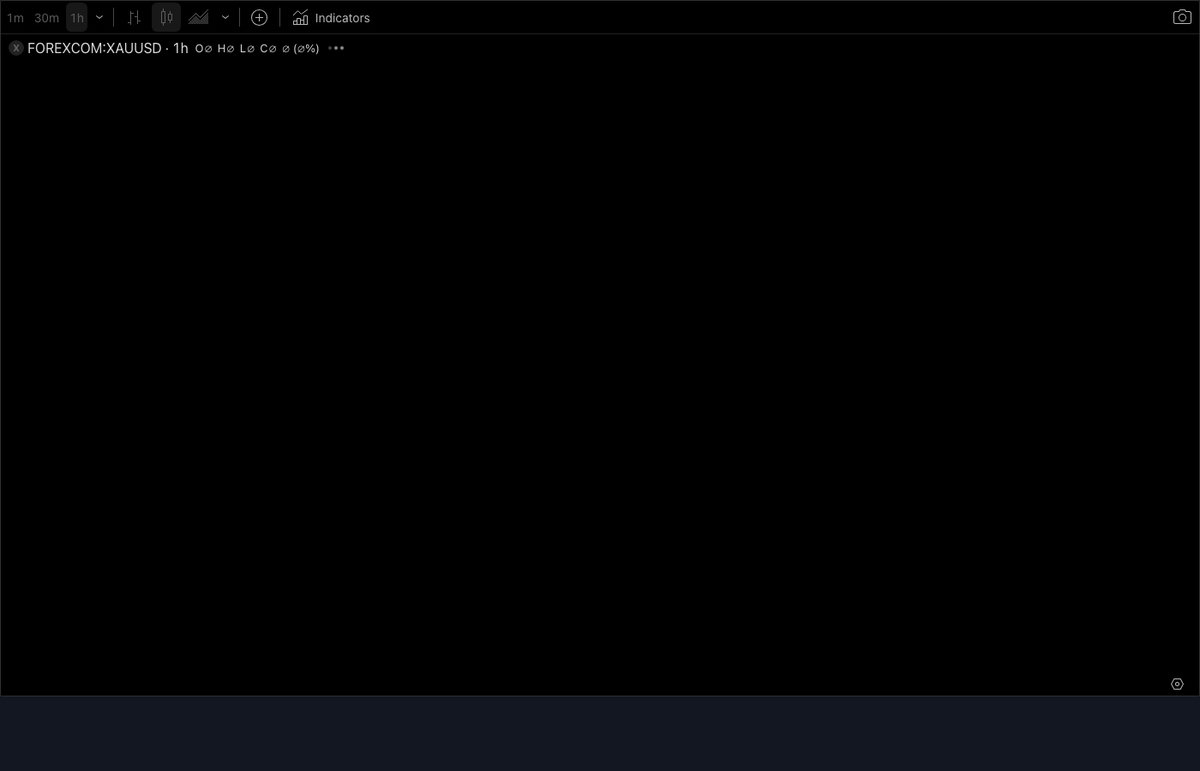 1m 30m 1h Indicators
X FOREXCOM:XAUUSD · 1h O∅ H∅ L∅ C∅ ∅ (∅%)